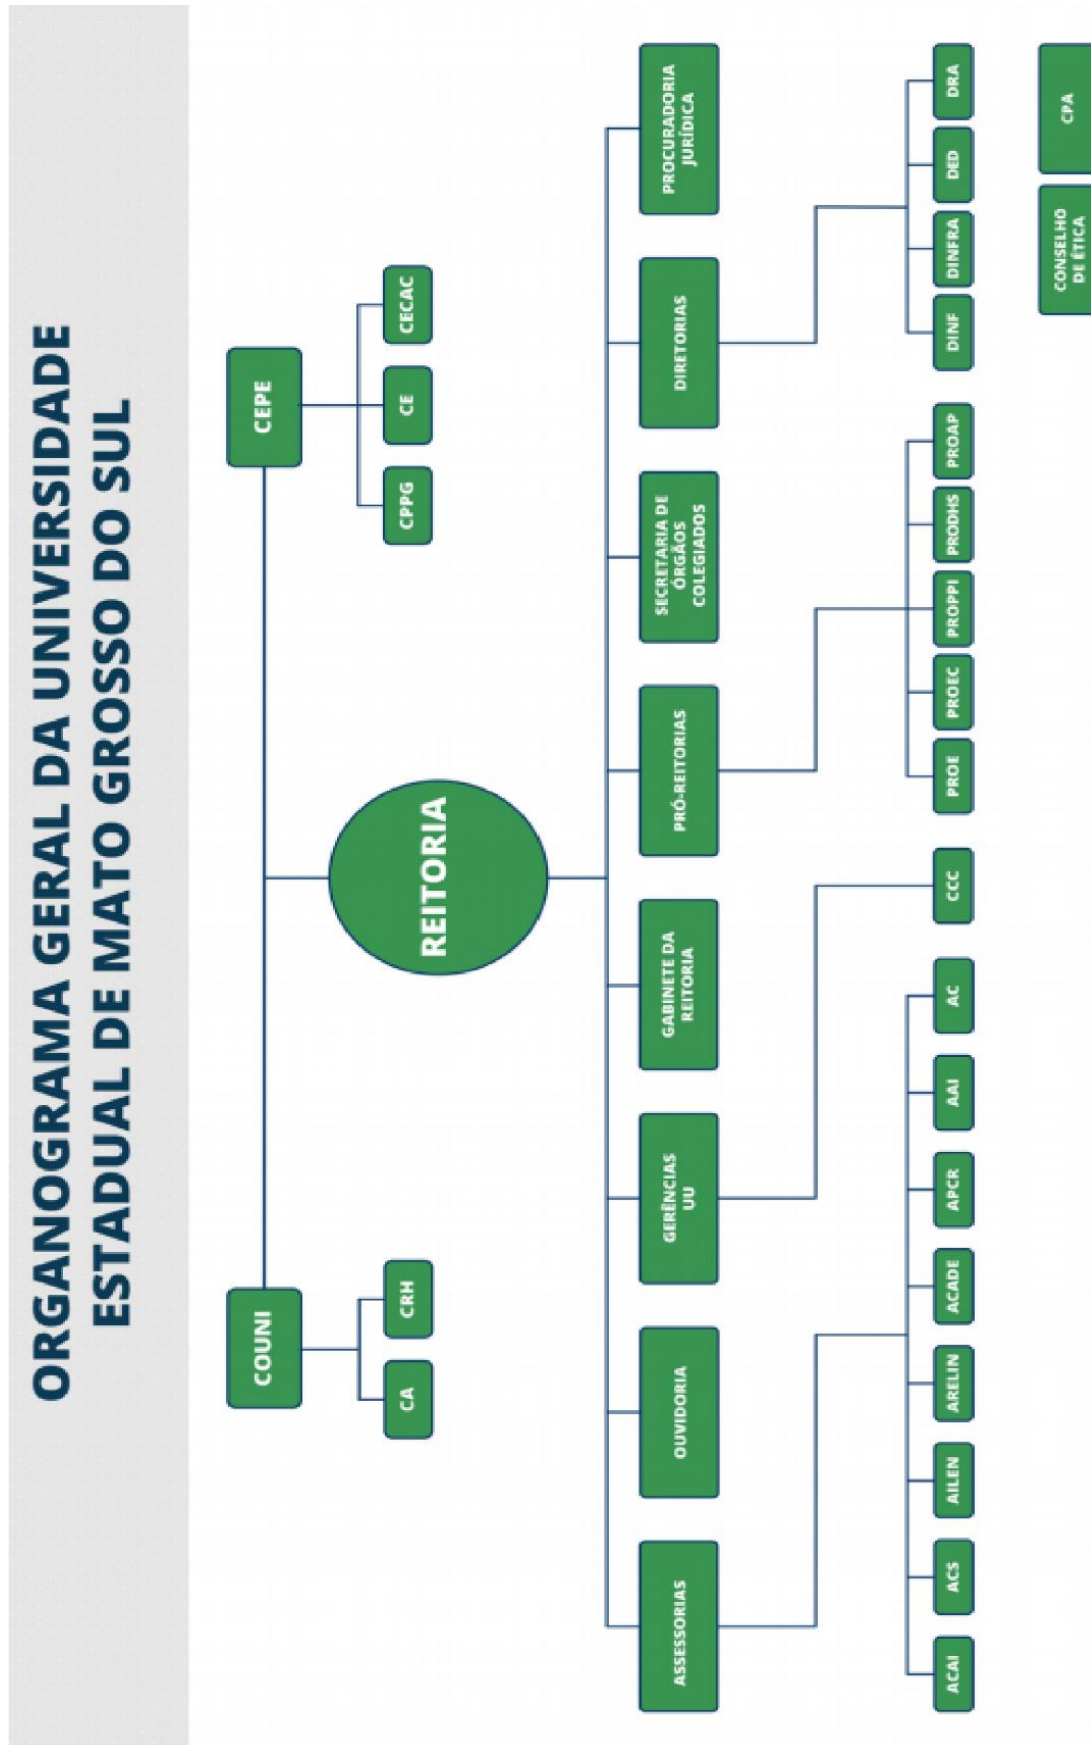 ORGANOGRAMA GERAL DA UNIVERSIDADE
ESTADUAL DE MATO GROSSO DO SUL
COUNI
CEPE
CA
CRH
CPPG
CE
CECAC
REITORIA
ASSESSORIAS
OUVIDORIA
GERÊNCIAS
UU
GABINETE DA
REITORIA
PRÓ-REITORIAS
SECRETARIA DE
ÓRGÃOS
COLEGIADOS
DIRETORIAS
PROCURADORIA
JURÍDICA
ACAI
ACS
AILEN
ARELIN
ACADE
APCR
AAI
AC
CCC
PROE
PROEC
PROPPI
PRODHS
PROAP
DINF
DINFRA
DED
DRA
CONSELHO
DE ÉTICA
CPA